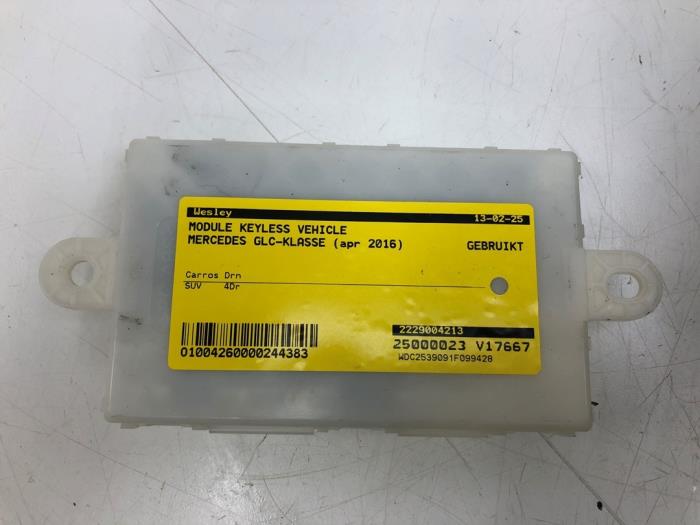 Wesley 13-02-25
MODULE KEYLESS VEHICLE
MERCEDES GLC-KLASSE (apr 2016) GEBRUIKT
Carros Drn
SUV 4Dr
2229004213
25000023 V17667
O1004260000244383
WDC2539091F099428